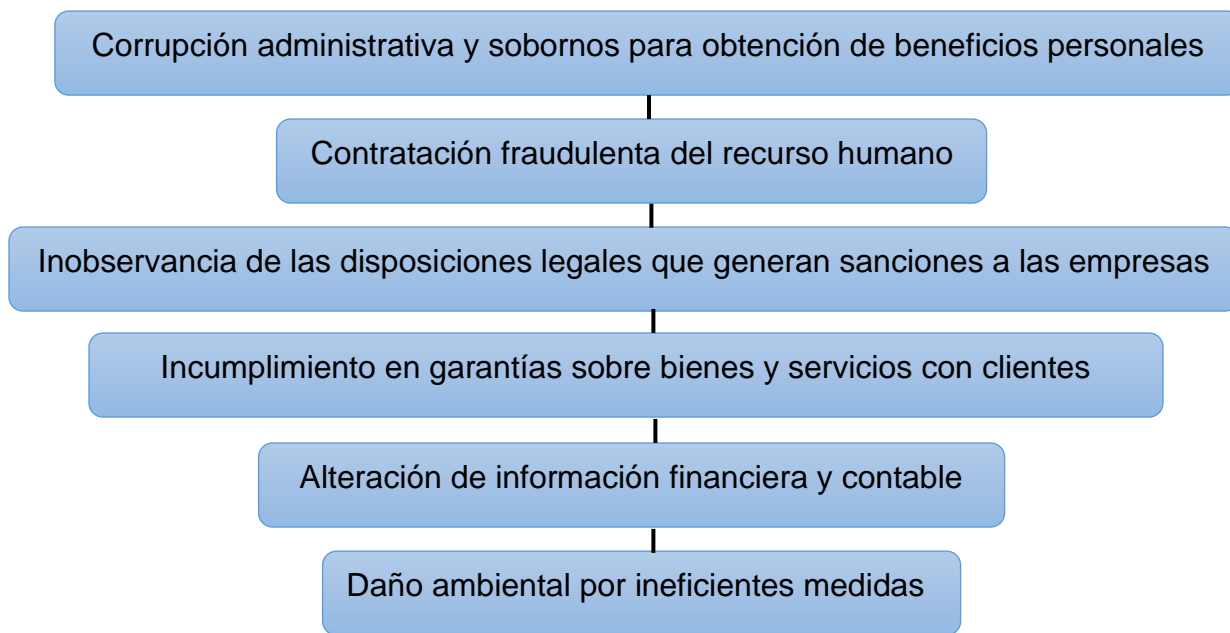 Corrupción administrativa y sobornos para obtención de beneficios personales
Contratación fraudulenta del recurso humano
Inobservancia de las disposiciones legales que generan sanciones a las empresas
Incumplimiento en garantías sobre bienes y servicios con clientes
Alteración de información financiera y contable
Daño ambiental por ineficientes medidas